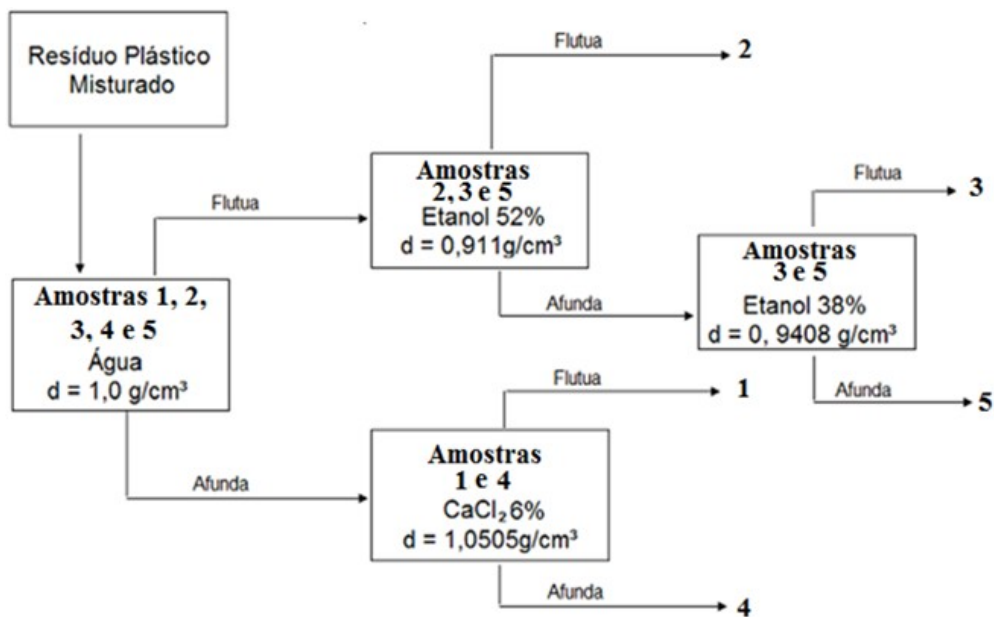 Resíduo Plástico
Misturado
Flutua
2
Amostras
2, 3 e 5
Etanol 52%
d = 0,911g/cm³
Flutua
3
Flutua
Amostras
3 e 5
Etanol 38%
d = 0, 9408 g/cm³
Afunda
Amostras 1, 2,
3, 4 e 5
Água
d = 1,0 g/cm³
Flutua
1
Afunda
5
Amostras
1 e 4
CaCl₂ 6%
d = 1,0505g/cm³
Afunda
Afunda
4